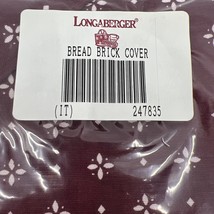 LONGABERGER®
BREAD BRICK COVER
(IT) 247835